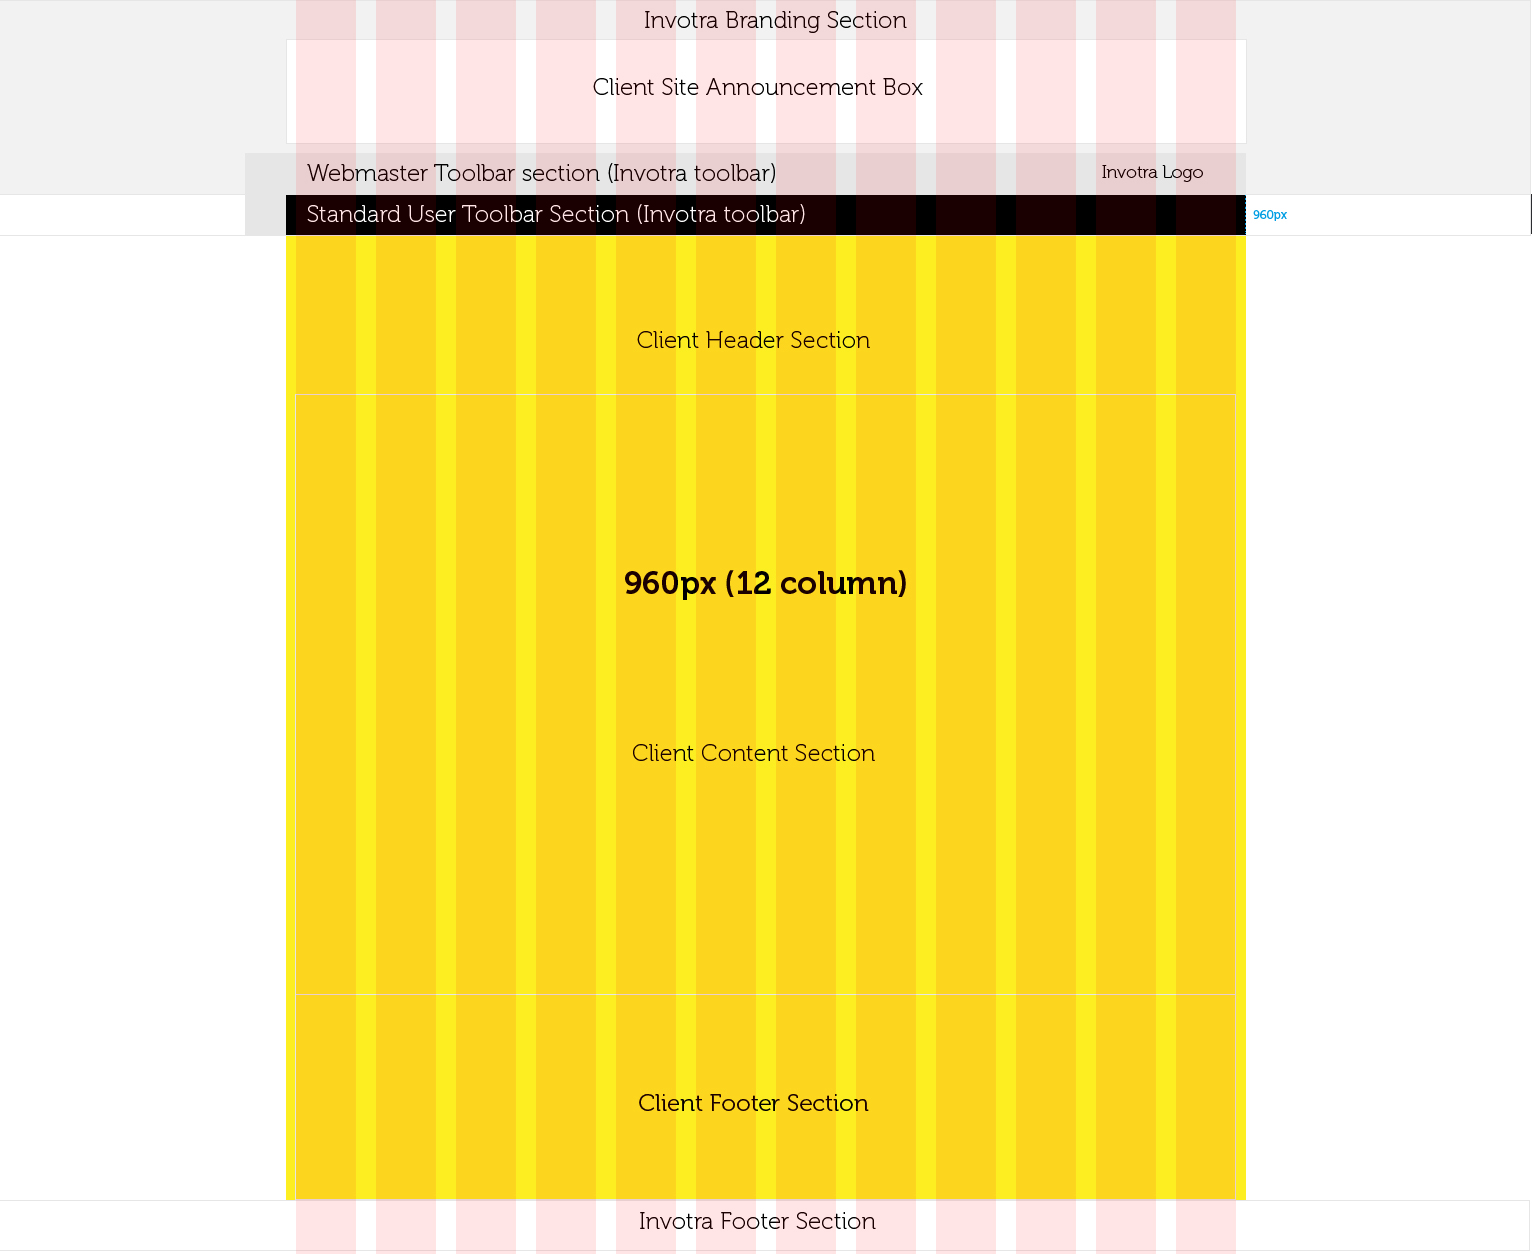 Invotra Branding Section
Client Site Announcement Box
Webmaster Toolbar section (Invotra toolbar)
Invotra Logo
Standard User Toolbar Section (Invotra toolbar)
960px
Client Header Section
960px (12 column)
Client Content Section
Client Footer Section
Invotra Footer Section